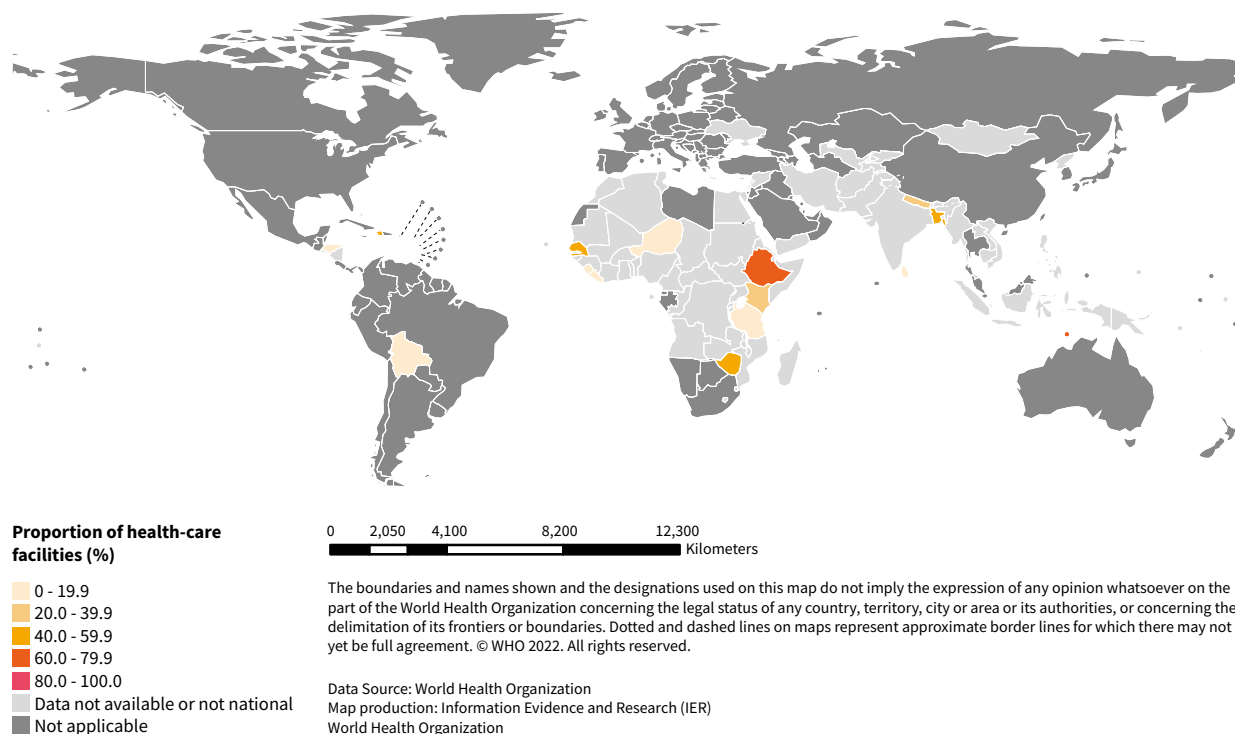 Proportion of health-care
facilities (%)
0 - 19.9
20.0 - 39.9
40.0 - 59.9
60.0 - 79.9
80.0 - 100.0
Data not available or not national
Not applicable
0 2,050 4,100 8,200 12,300
Kilometers
The boundaries and names shown and the designations used on this map do not imply the expression of any opinion whatsoever on the
part of the World Health Organization concerning the legal status of any country, territory, city or area or its authorities, or concerning the
delimitation of its frontiers or boundaries. Dotted and dashed lines on maps represent approximate border lines for which there may not
yet be full agreement. © WHO 2022. All rights reserved.
Data Source: World Health Organization
Map production: Information Evidence and Research (IER)
World Health Organization